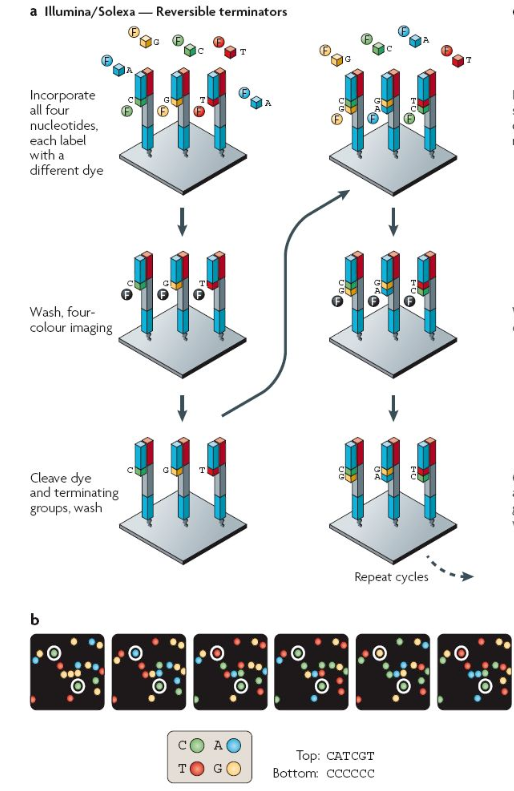 a Illumina/Solexa — Reversible terminators
F G F C F T F A F A
Incorporate
all four
nucleotides,
each label
with a
different dye
C G T
F F F
F G F C F A F T
C G T
G A C
F F F
Wash, four-
colour imaging
C G T
F F F
C G T
G A C
F F F
Cleave dye
and terminating
groups, wash
C G T
C G T
G A C
Repeat cycles
b
C A
T G
Top: CATCGT
Bottom: CCCCCC